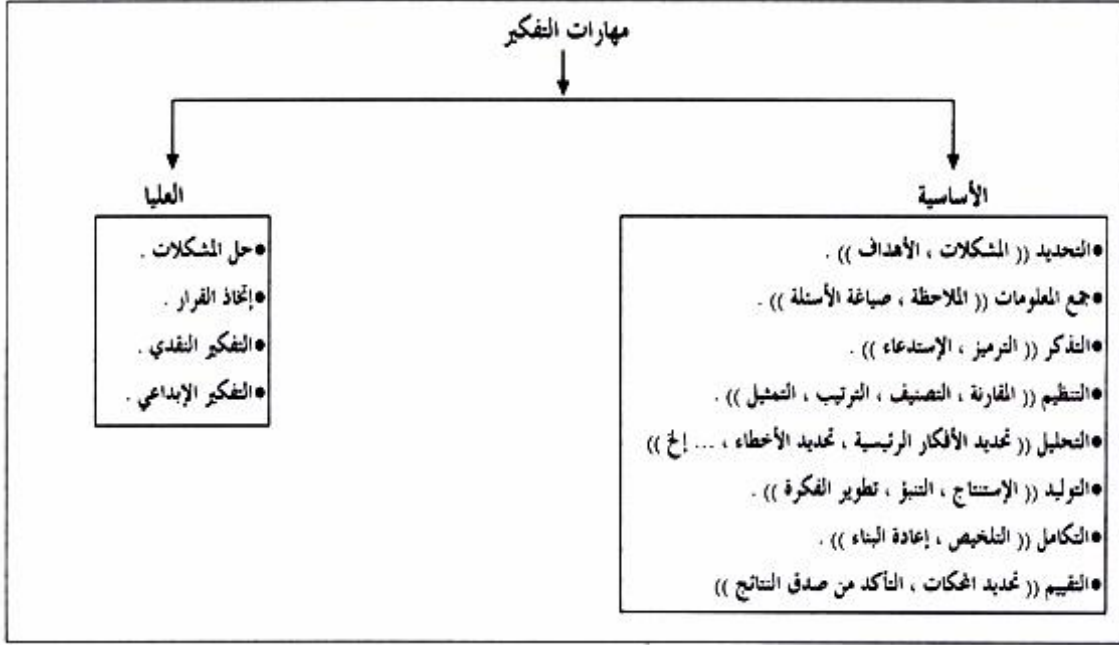 مهارات التفكير
الأساسية
●التحديد (( المشكلات ، الأهداف )) .
●جمع المعلومات (( الملاحظة ، صياغة الأسئلة )) .
●التذكر (( الترميز ، الإستدعاء )) .
●التنظيم (( المقارنة ، التصنيف ، الترتيب ، التمثيل )) .
●التحليل (( تحديد الأفكار الرئيسية ، تحديد الأخطاء ، ... إلخ ))
●التوليد (( الإستنتاج ، التنبؤ ، تطوير الفكرة )) .
●التكامل (( التلخيص ، إعادة البناء )) .
●التقييم (( تحديد المحكات ، التأكد من صدق النتائج ))
العليا
●حل المشكلات .
●إتخاذ القرار .
●التفكير النقدي .
●التفكير الإبداعي .